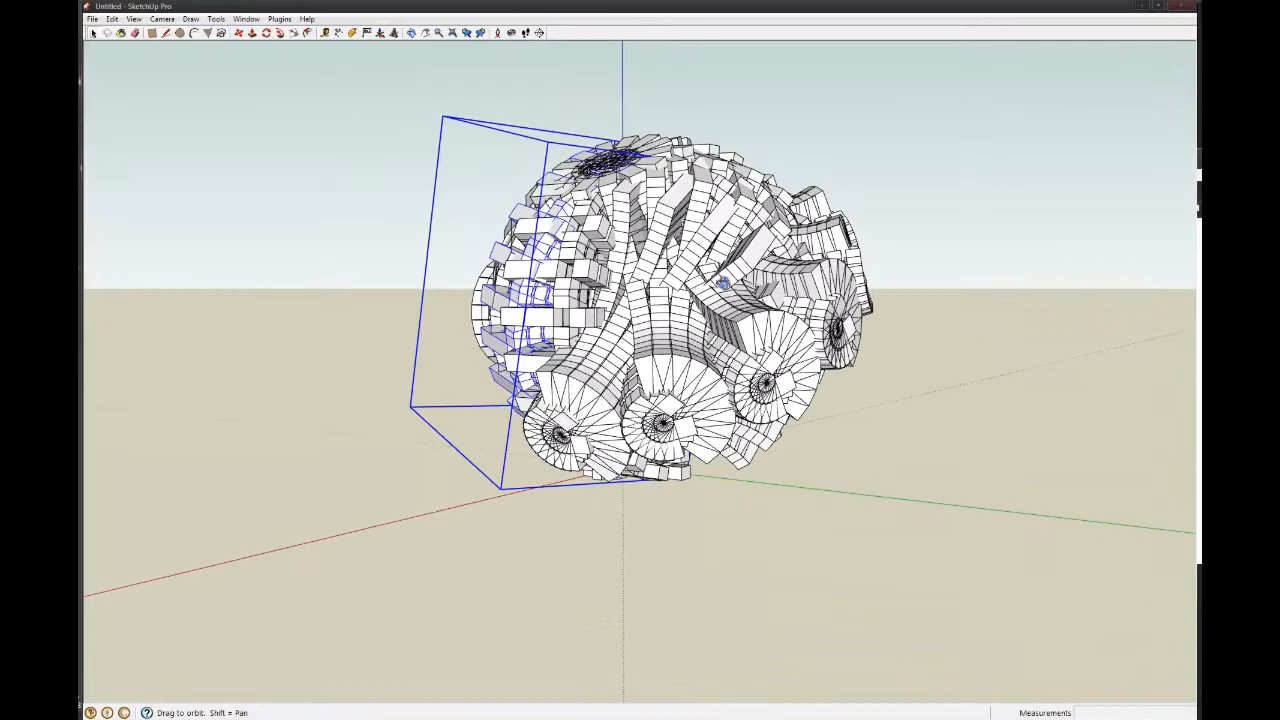 Untitled - SketchUp Pro
File Edit View Camera Draw Tools Window Plugins Help
Drag to orbit. Shift = Pan
Measurements